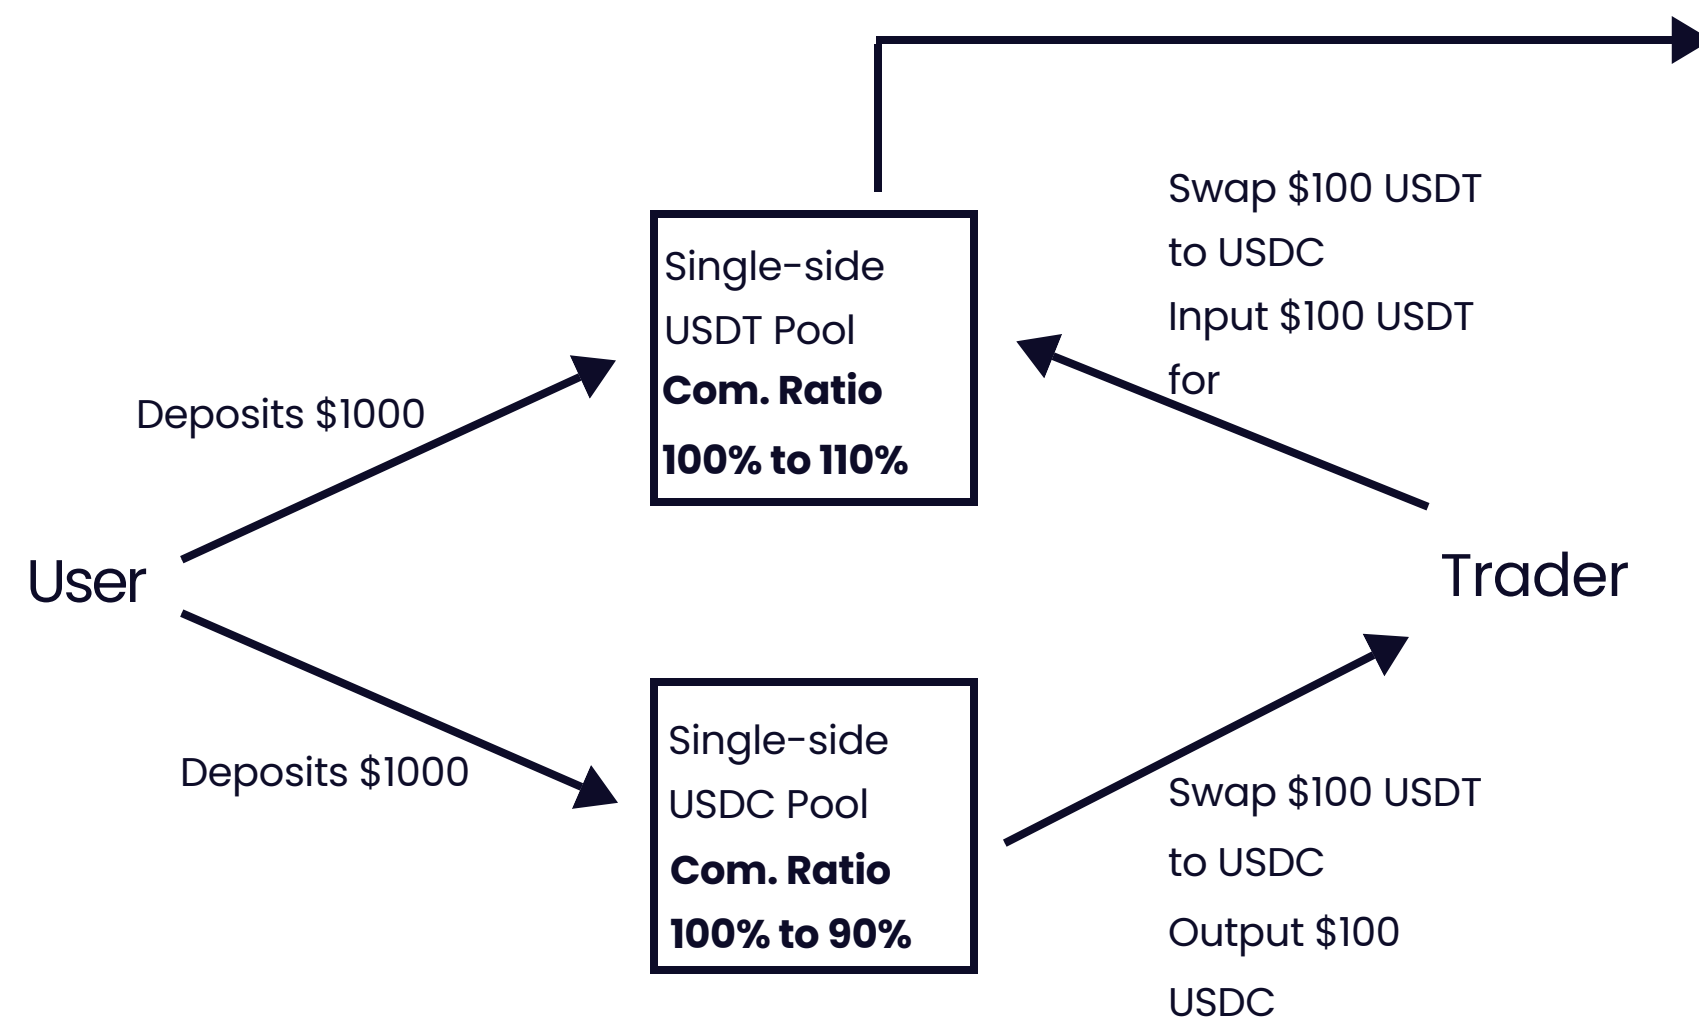 Swap $100 USDT
to USDC
Input $100 USDT
for
Single-side
USDT Pool
Com. Ratio
100% to 110%
Deposits $1000
User
Trader
Deposits $1000
Single-side
USDC Pool
Com. Ratio
100% to 90%
Swap $100 USDT
to USDC
Output $100
USDC